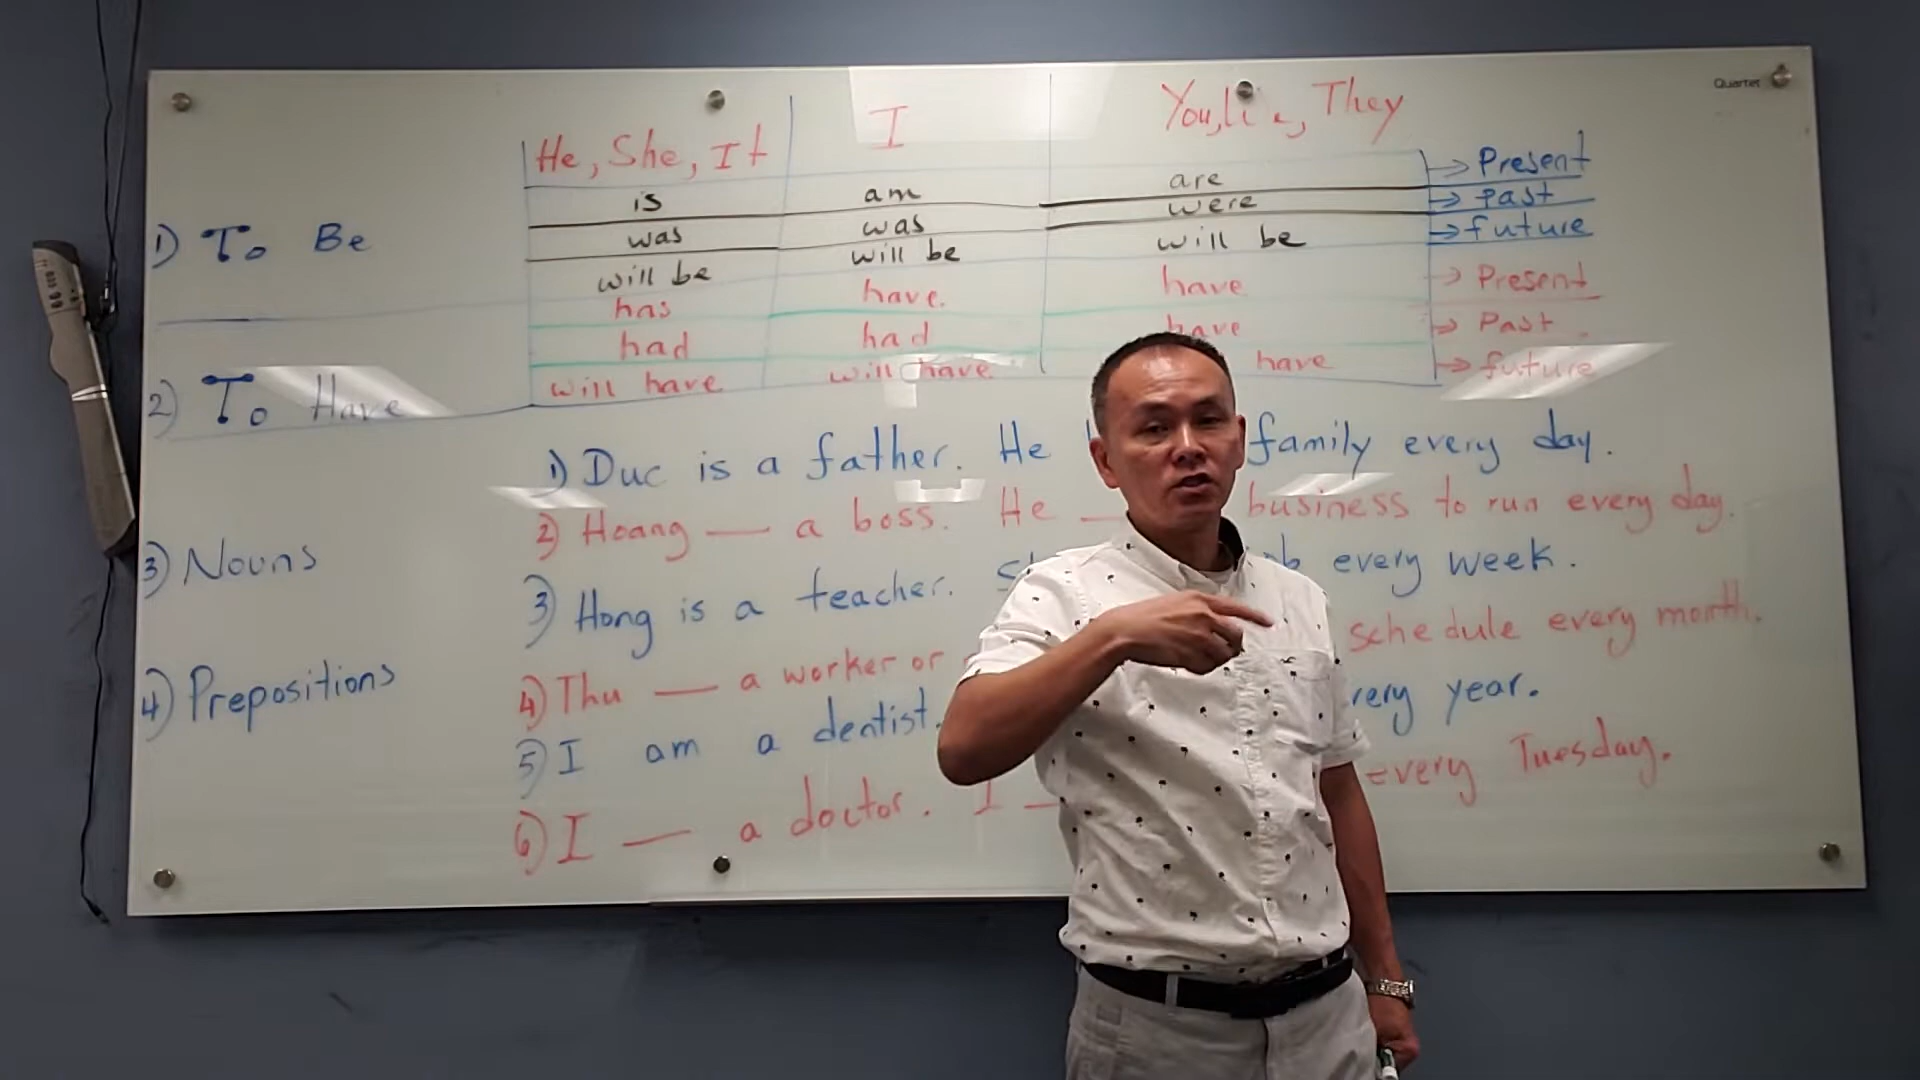 Quartet
He, She, It I You, They
is am are → Present
was was were → past
will be will be will be → future
1) To Be
has have. have → Present
had had have → Past.
will have will have have → future
2) To Have
1) Duc is a father. He family every day.
2) Hoang — a boss. He — business to run every day.
3) Nouns
3) Hong is a teacher. every week.
4) Prepositions
4) Thu — a worker or schedule every month.
5) I am a dentist. year.
6) I — a doctor. I — every Tuesday.